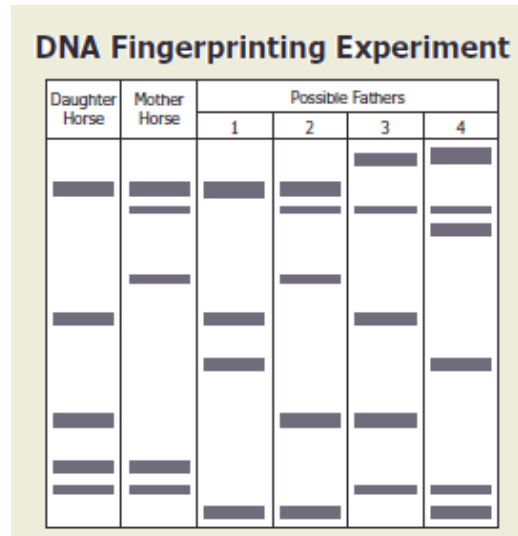 DNA Fingerprinting Experiment
Daughter Horse
Mother Horse
Possible Fathers
1 2 3 4